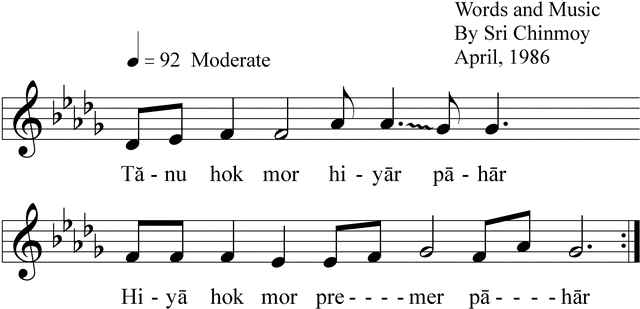 Words and Music
By Sri Chinmoy
April, 1986
= 92 Moderate
Tă - nu hok mor hi - yār pā - hār
Hi - yā hok mor pre - - - - mer pā - - - - hār